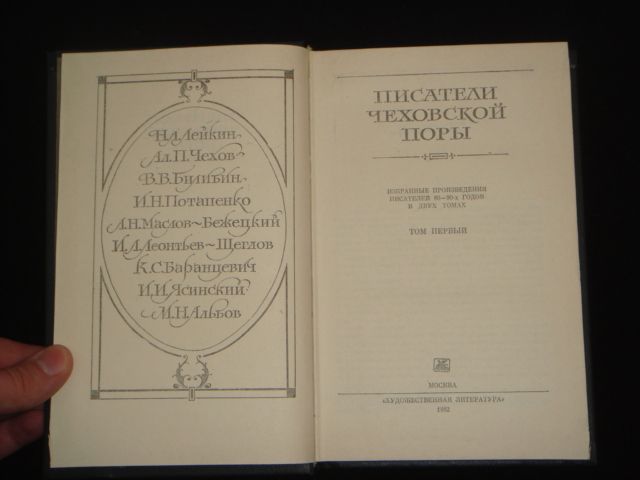 Н.А.Лейкин
Ал.П.Чехов
В.В.Билибин
И.Н.Потапенко
А.Н.Маслов~Бежецкий
И.Л.Леонтьев~Щеглов
К.С.Баранцевич
И.И.Ясинский
М.Н.Альбов
ПИСАТЕЛИ
ЧЕХОВСКОЙ
ПОРЫ
ИЗБРАННЫЕ ПРОИЗВЕДЕНИЯ
ПИСАТЕЛЕЙ 80—90-х ГОДОВ
В ДВУХ ТОМАХ
ТОМ ПЕРВЫЙ
МОСКВА
«ХУДОЖЕСТВЕННАЯ ЛИТЕРАТУРА»
1982